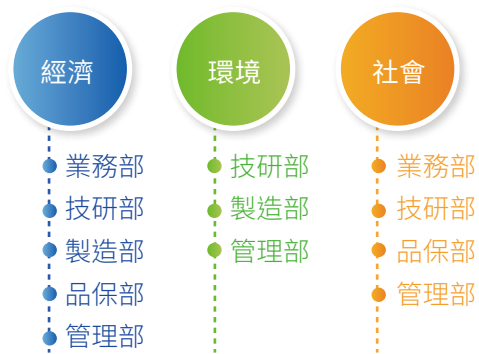 經濟
業務部
技研部
製造部
品保部
管理部
環境
技研部
製造部
管理部
社會
業務部
技研部
品保部
管理部